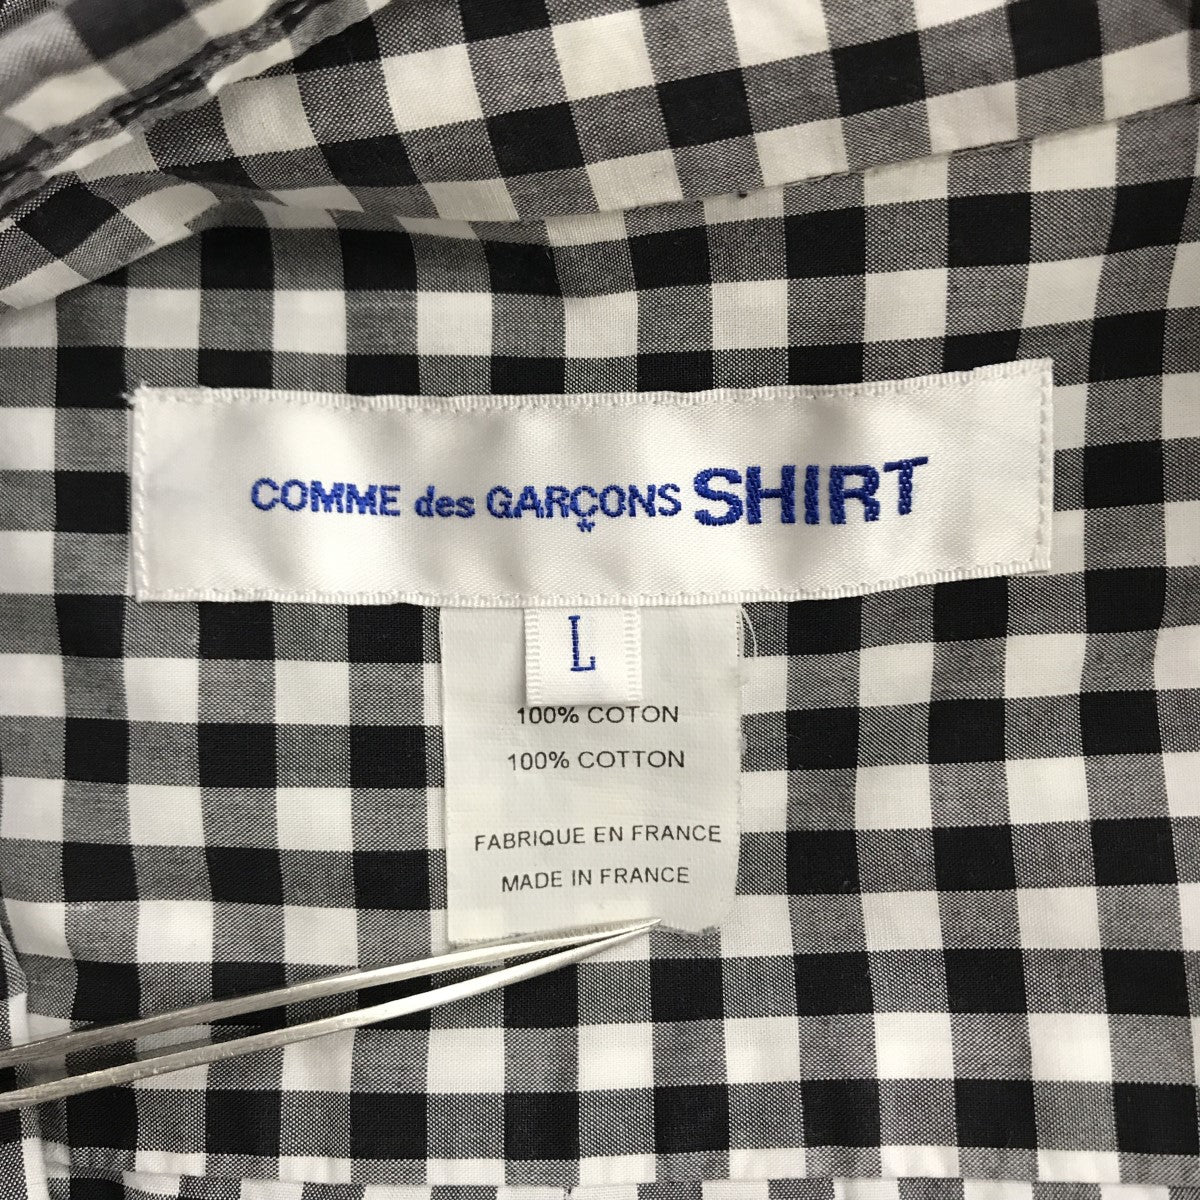 COMME des GARÇONS SHIRT
L
100% COTON
100% COTTON
FABRIQUE EN FRANCE
MADE IN FRANCE